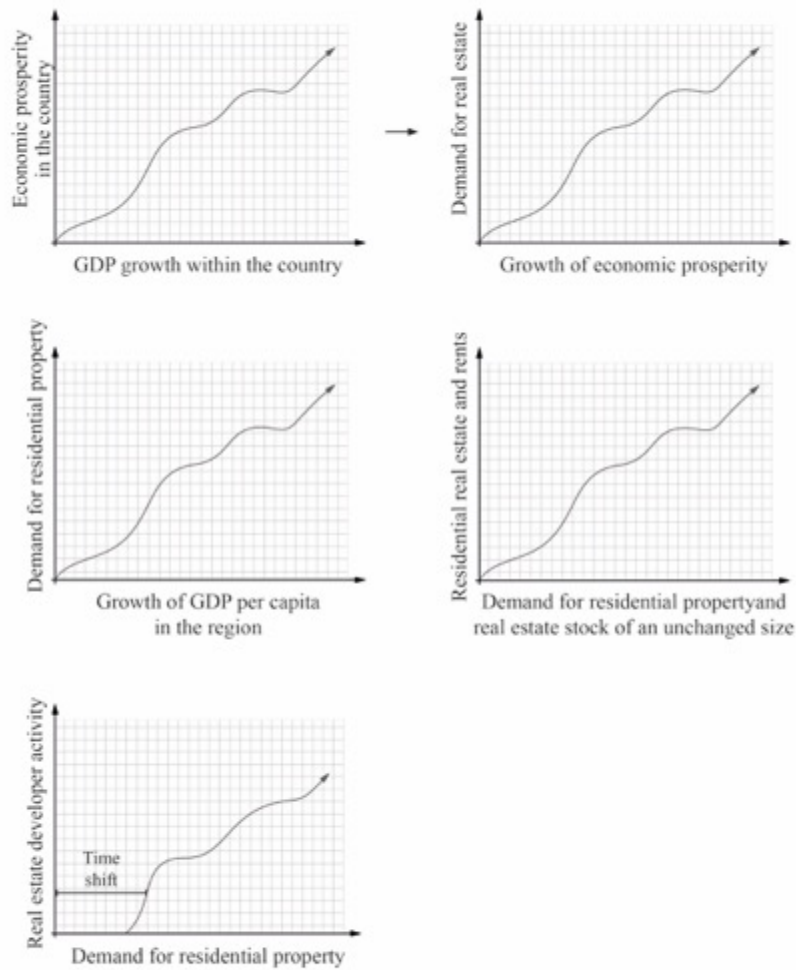 Economic prosperity
in the country
GDP growth within the country
Demand for real estate
Growth of economic prosperity
Demand for residential property
Growth of GDP per capita
in the region
Residential real estate and rents
Demand for residential propertyand
real estate stock of an unchanged size
Real estate developer activity
Time
shift
Demand for residential property